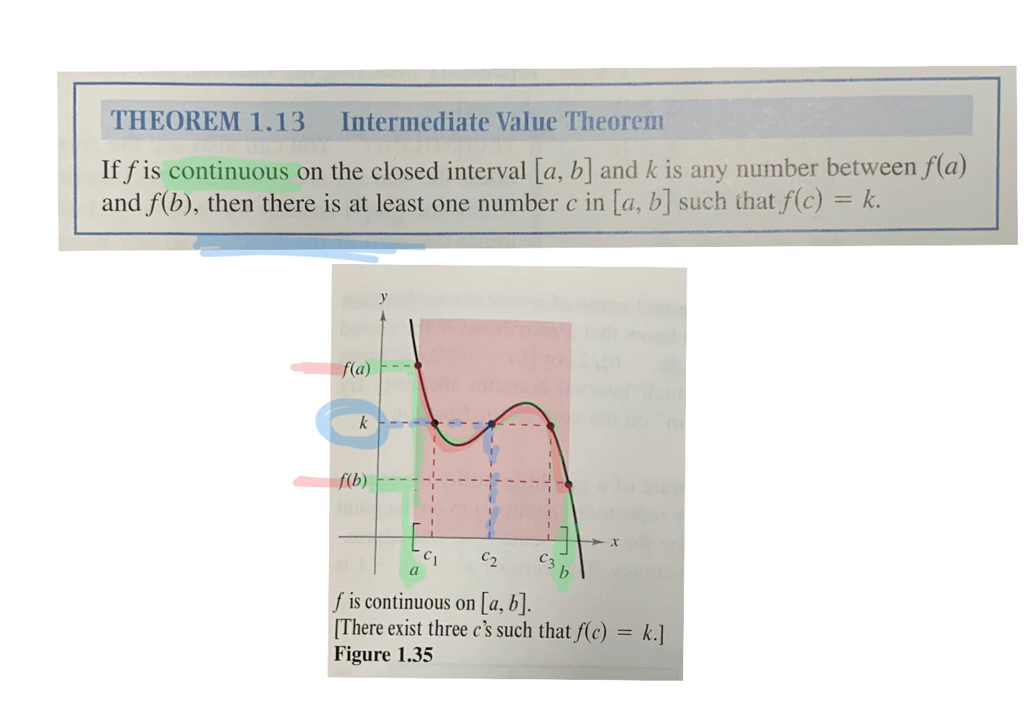 THEOREM 1.13 Intermediate Value Theorem
If f is continuous on the closed interval [a, b] and k is any number between f(a)
and f(b), then there is at least one number c in [a, b] such that f(c) = k.
y
f(a)
k
f(b)
x
[ c₁ c₂ c₃ ]
a b
f is continuous on [a, b].
[There exist three c's such that f(c) = k.]
Figure 1.35